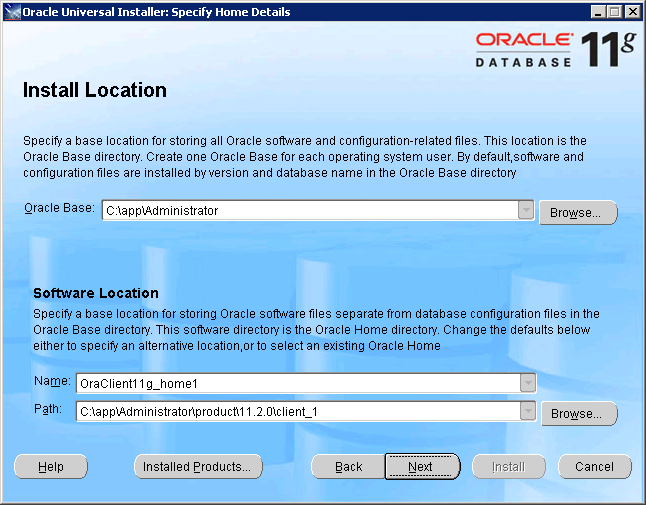 Oracle Universal Installer: Specify Home Details
ORACLE
DATABASE 11g
Install Location
Specify a base location for storing all Oracle software and configuration-related files. This location is the
Oracle Base directory. Create one Oracle Base for each operating system user. By default,software and
configuration files are installed by version and database name in the Oracle Base directory
Oracle Base: C:\app\Administrator Browse...
Software Location
Specify a base location for storing Oracle software files separate from database configuration files in the
Oracle Base directory. This software directory is the Oracle Home directory. Change the defaults below
either to specify an alternative location,or to select an existing Oracle Home
Name: OraClient11g_home1
Path: C:\app\Administrator\product\11.2.0\client_1 Browse...
Help Installed Products... Back Next Install Cancel